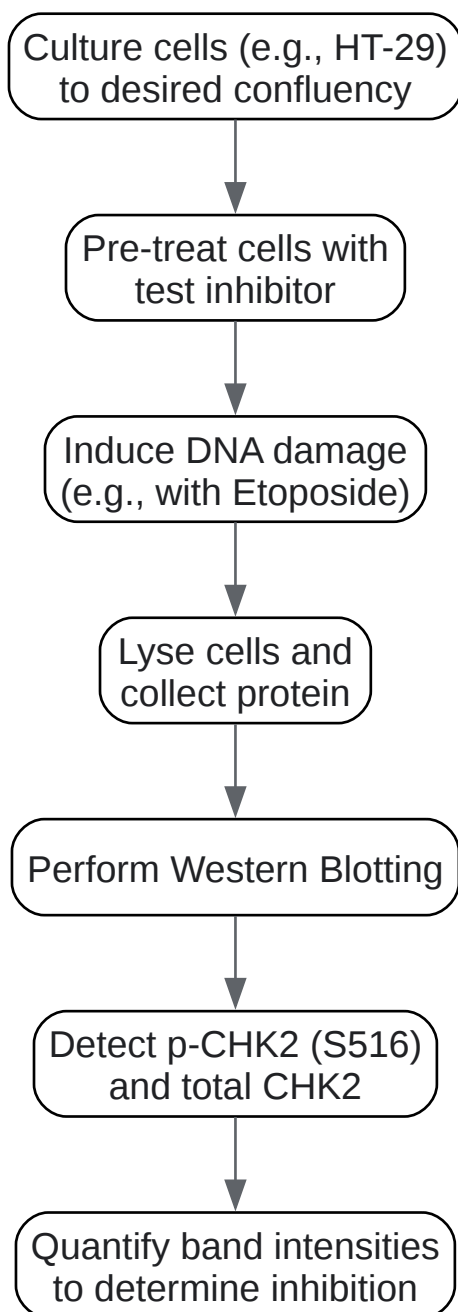 Culture cells (e.g., HT-29)
to desired confluency
Pre-treat cells with
test inhibitor
Induce DNA damage
(e.g., with Etoposide)
Lyse cells and
collect protein
Perform Western Blotting
Detect p-CHK2 (S516)
and total CHK2
Quantify band intensities
to determine inhibition